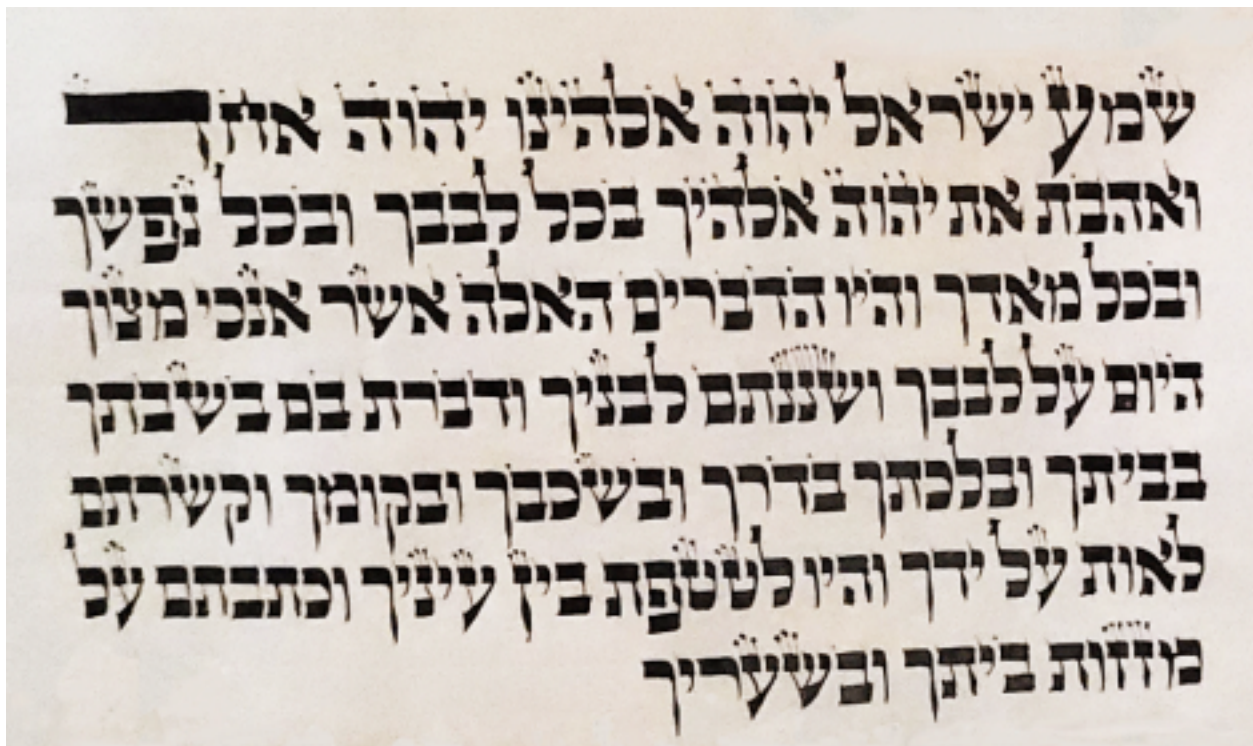 שמע ישראל יהוה אלהינו יהוה אחד
ואהבת את יהוה אלהיך בכל לבבך ובכל נפשך
ובכל מאדך והיו הדברים האלה אשר אנכי מצוך
היום על לבבך ושננתם לבניך ודברת בם בשבתך
בביתך ובלכתך בדרך ובשכבך ובקומך וקשרתם
לאות על ידך והיו לטטפת בין עיניך וכתבתם על
מזזות ביתך ובשעריך